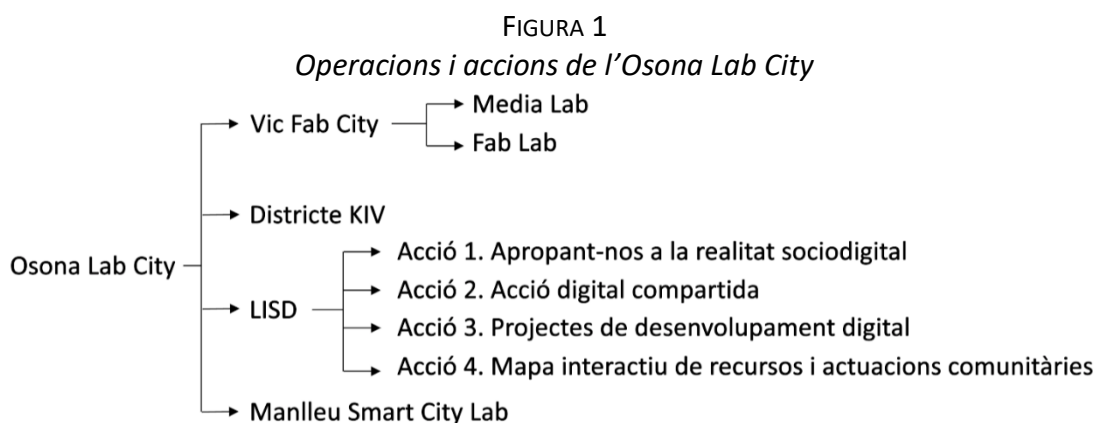 FIGURA 1
Operacions i accions de l’Osona Lab City
Osona Lab City
Vic Fab City
Media Lab
Fab Lab
Districte KIV
LISD
Acció 1. Apropant-nos a la realitat sociodigital
Acció 2. Acció digital compartida
Acció 3. Projectes de desenvolupament digital
Acció 4. Mapa interactiu de recursos i actuacions comunitàries
Manlleu Smart City Lab